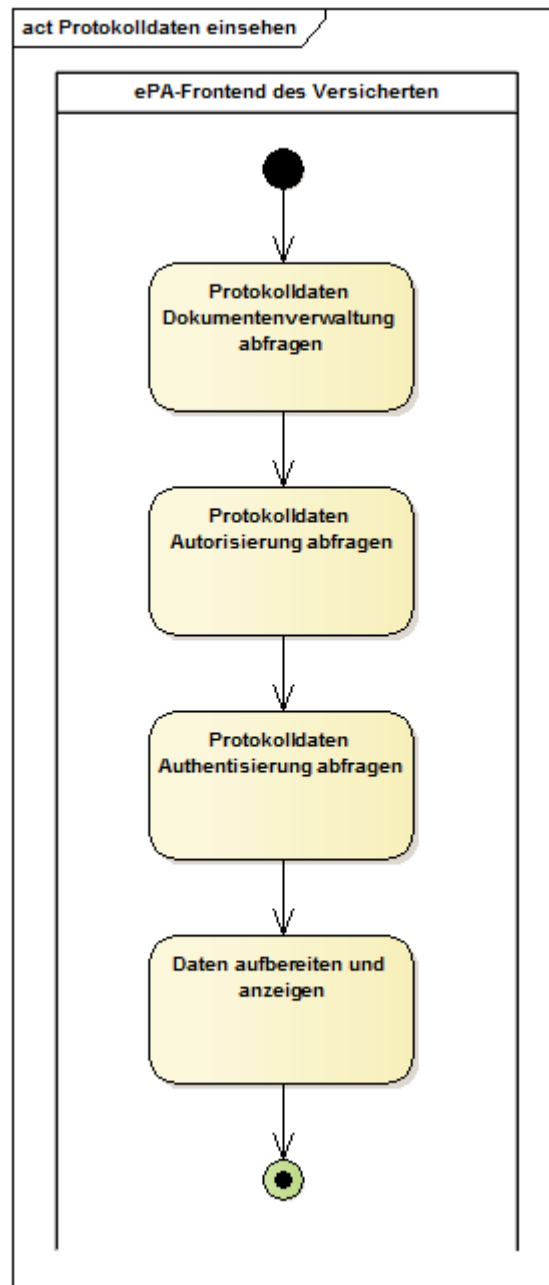 act Protokolldaten einsehen
ePA-Frontend des Versicherten
Protokolldaten
Dokumentenverwaltung
abfragen
Protokolldaten
Autorisierung abfragen
Protokolldaten
Authentisierung abfragen
Daten aufbereiten und
anzeigen